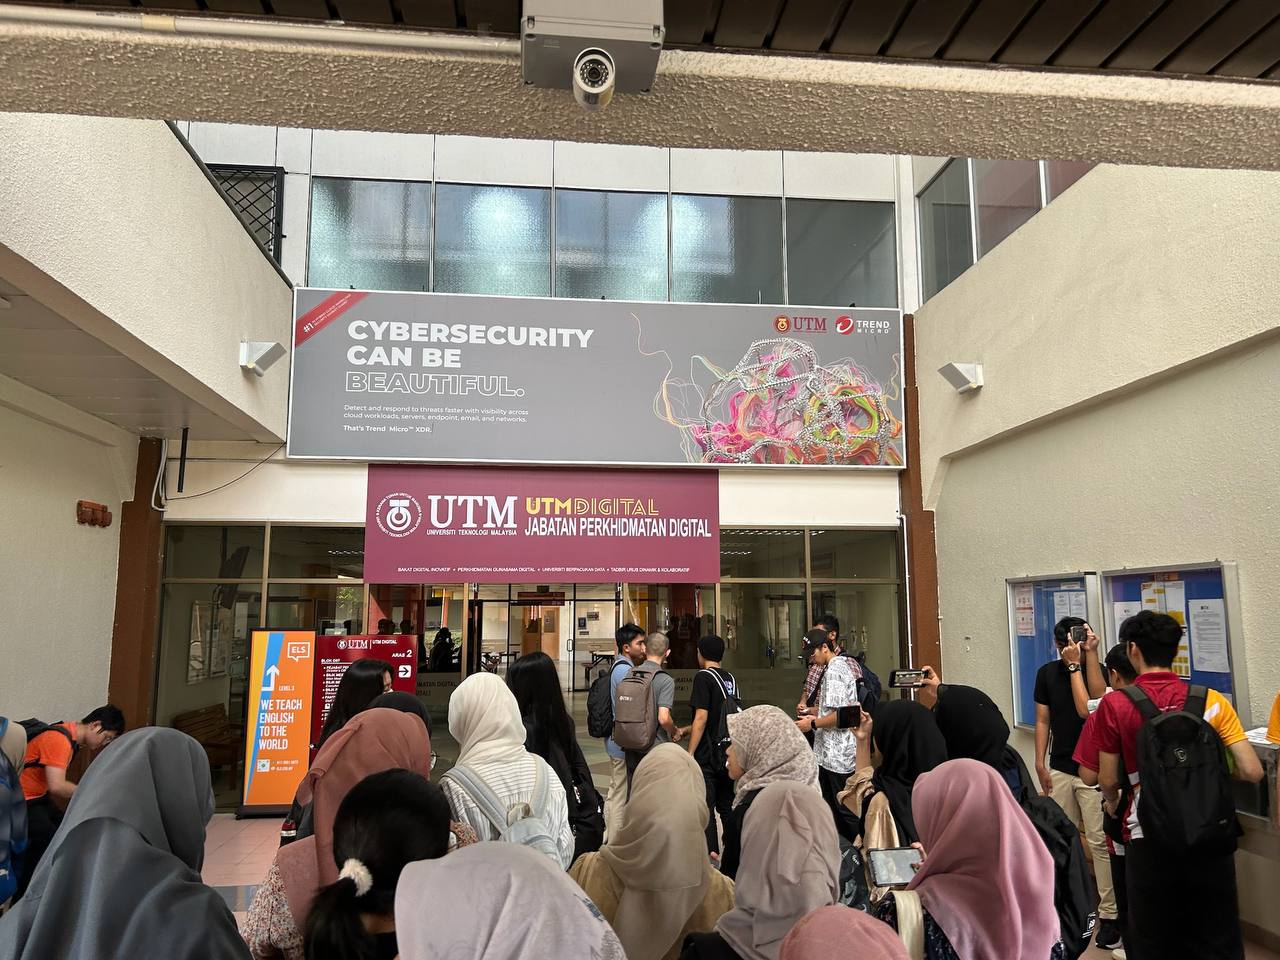 #1
CYBERSECURITY
CAN BE
BEAUTIFUL.
Detect and respond to threats faster with visibility across
cloud workloads, servers, endpoint, email, and networks.
That's Trend Micro™ XDR.
UTM
TREND
MICRO
UTM
UNIVERSITI TEKNOLOGI MALAYSIA
UTMDIGITAL
JABATAN PERKHIDMATAN DIGITAL
BAKAT DIGITAL INOVATIF • PERKHIDMATAN GUNASAMA DIGITAL • UNIVERSITI BERPACUKAN DATA • TADBIR URUS DINAMIK & KOLABORATIF
ELS
LEVEL 3
WE TEACH
ENGLISH
TO THE
WORLD
UTM
UTM DIGITAL
ARAS 2